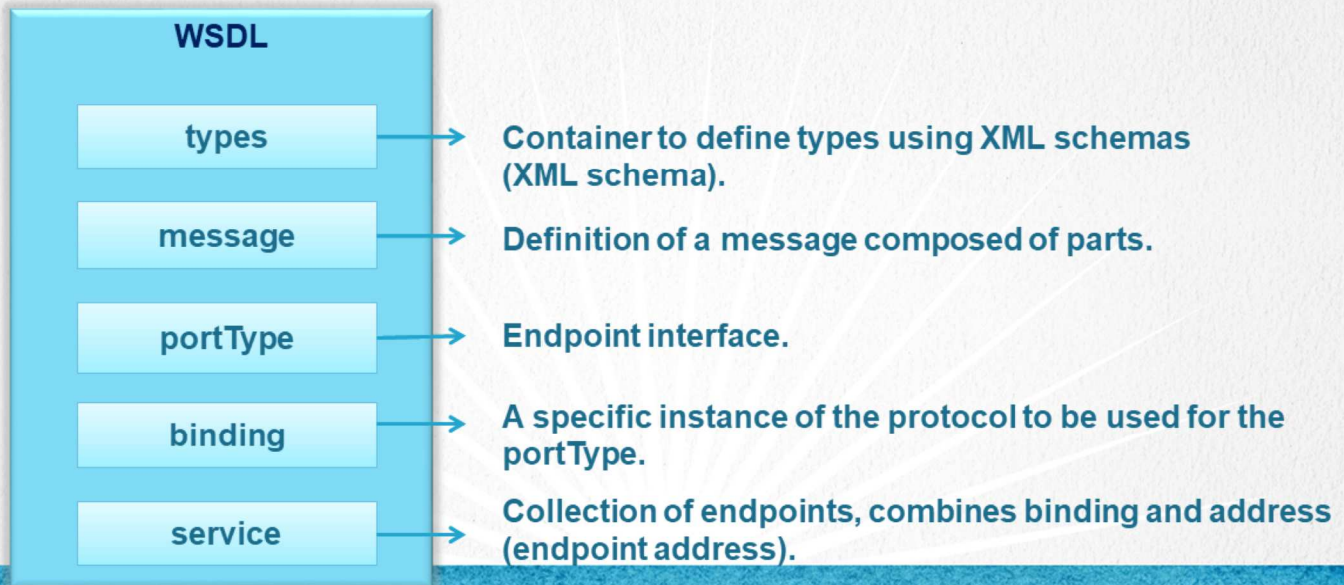 WSDL
types
Container to define types using XML schemas
(XML schema).
message
Definition of a message composed of parts.
portType
Endpoint interface.
binding
A specific instance of the protocol to be used for the
portType.
service
Collection of endpoints, combines binding and address
(endpoint address).